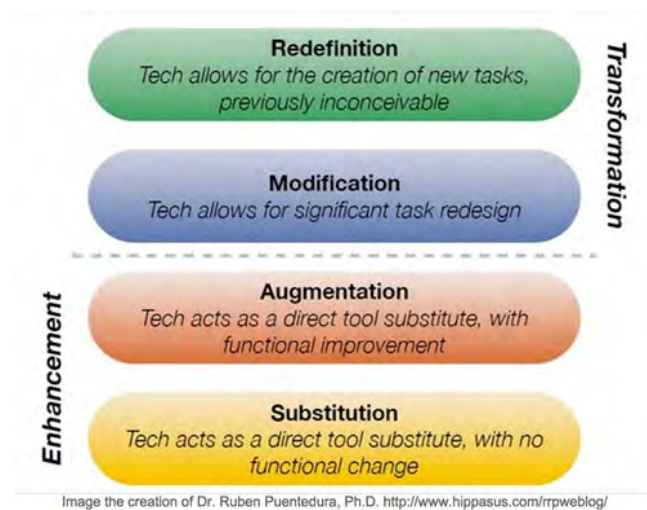 Redefinition
Tech allows for the creation of new tasks,
previously inconceivable
Transformation
Modification
Tech allows for significant task redesign
Augmentation
Tech acts as a direct tool substitute, with
functional improvement
Enhancement
Substitution
Tech acts as a direct tool substitute, with no
functional change
Image the creation of Dr. Ruben Puentedura, Ph.D. http://www.hippasus.com/rrpweblog/